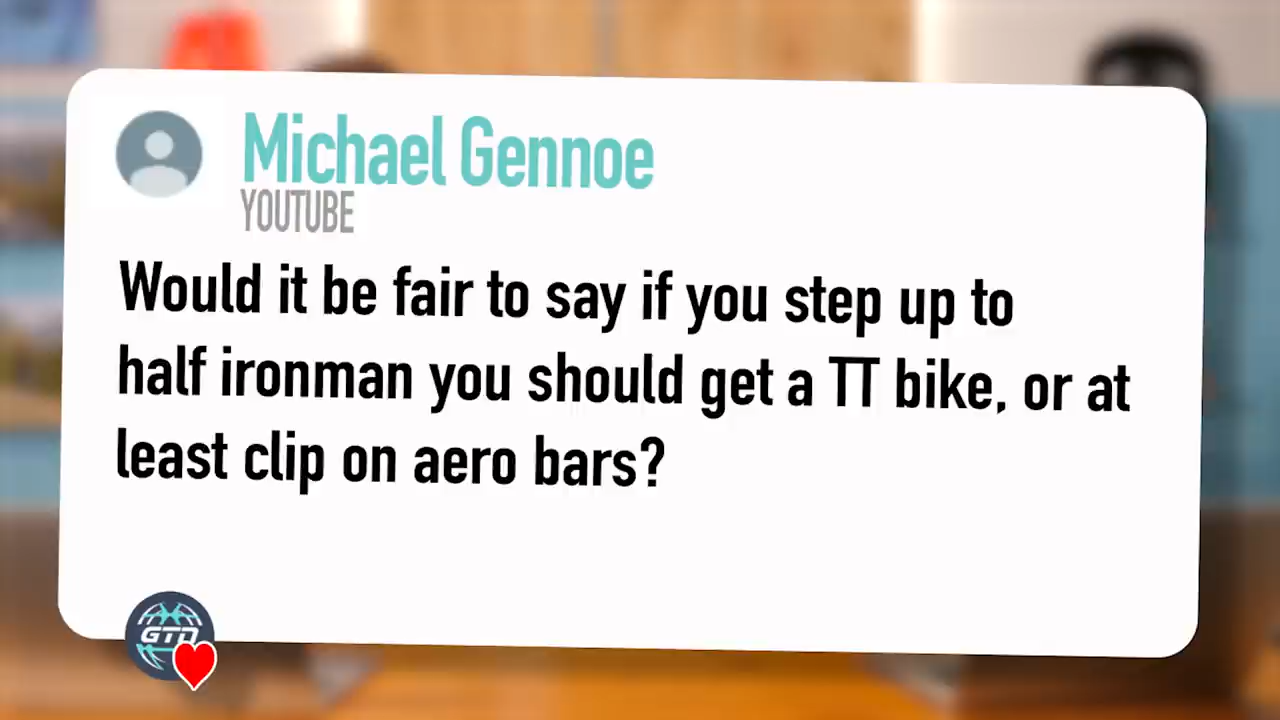 Michael Gennoe
YOUTUBE
Would it be fair to say if you step up to
half ironman you should get a TT bike, or at
least clip on aero bars?
GTN